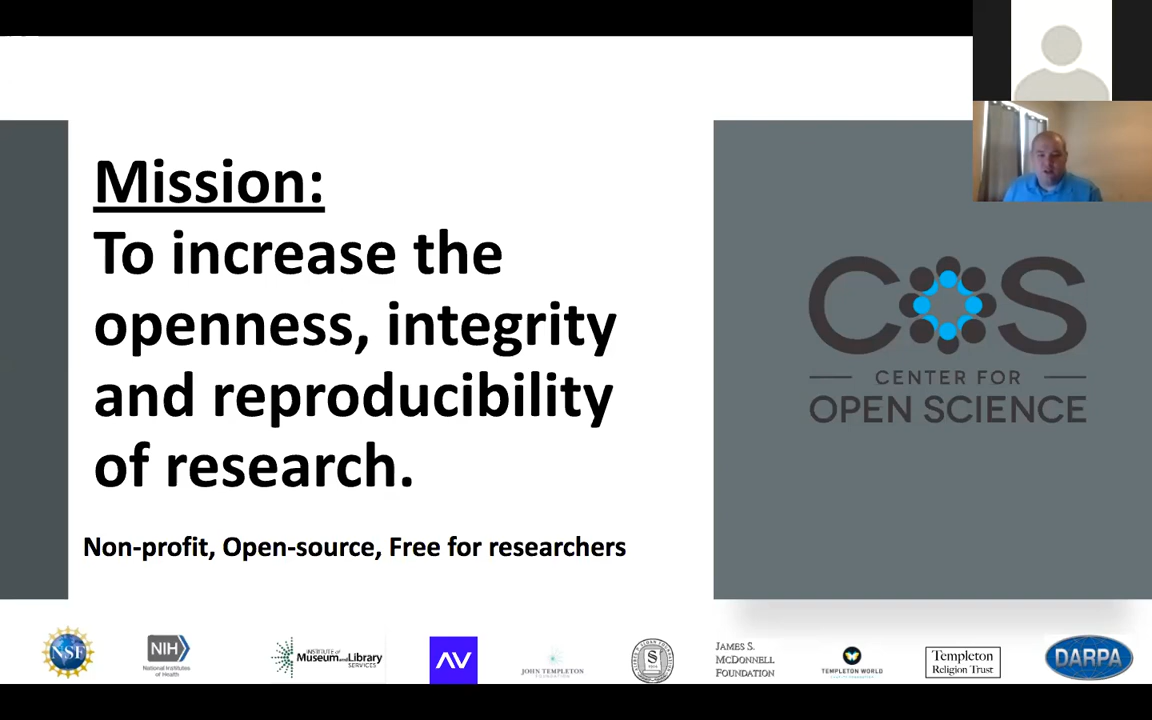 Mission:
To increase the
openness, integrity
and reproducibility
of research.
Non-profit, Open-source, Free for researchers
COS
CENTER FOR
OPEN SCIENCE
NSF
NIH
National Institutes
of Health
INSTITUTE of
Museum and Library
SERVICES
AV
JOHN TEMPLETON
FOUNDATION
JAMES S.
MCDONNELL
FOUNDATION
TEMPLETON WORLD
Templeton
Religion Trust
DARPA